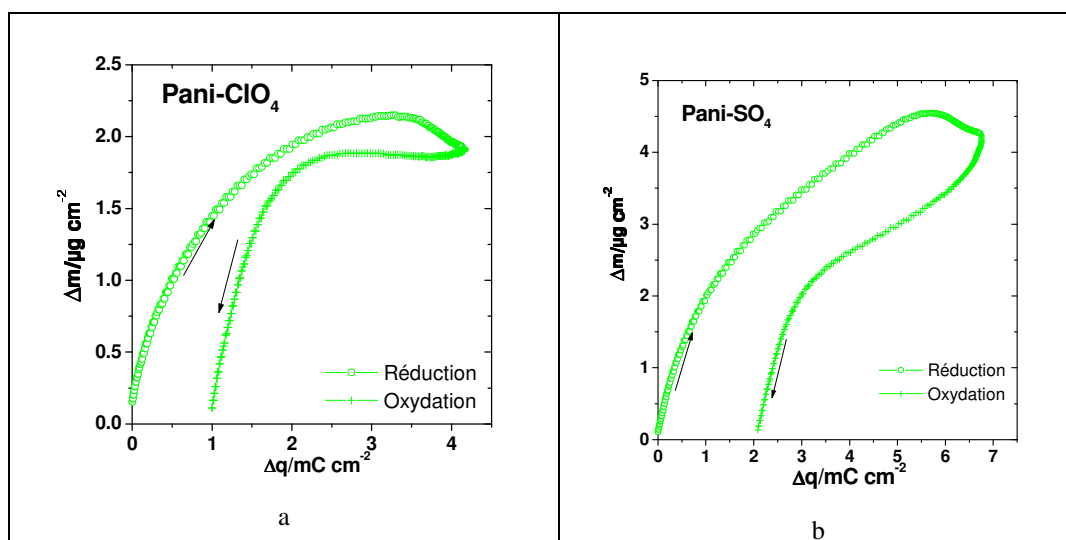 Pani-ClO4
2.5
2.0
1.5
1.0
0.5
0.0
Δm/µg cm-2
Réduction
Oxydation
0 1 2 3 4
Δq/mC cm-2
a
Pani-SO4
5
4
3
2
1
0
Δm/µg cm-2
Réduction
Oxydation
0 1 2 3 4 5 6 7
Δq/mC cm-2
b